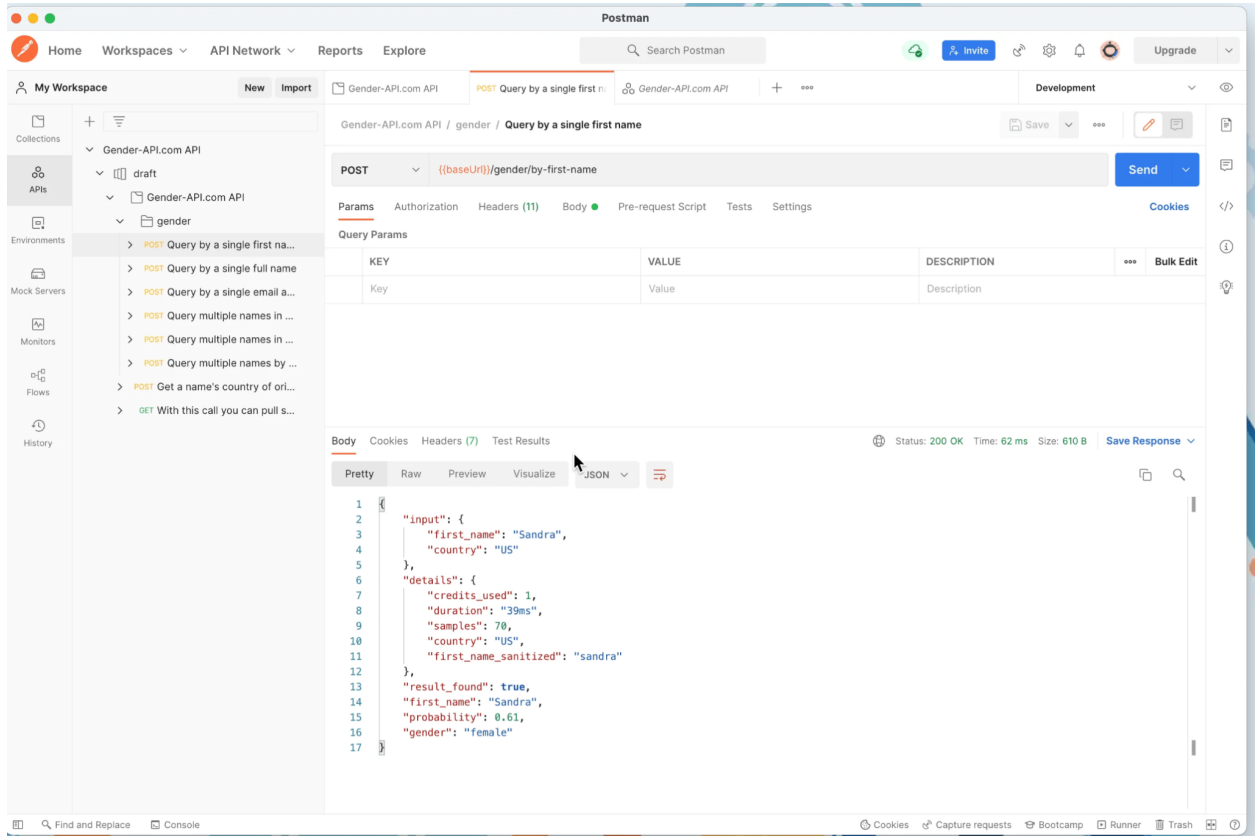 Postman
Home Workspaces API Network Reports Explore Search Postman Invite Upgrade
My Workspace New Import Gender-API.com API POST Query by a single first n Gender-API.com API Development
Collections
APIs
Environments
Mock Servers
Monitors
Flows
History
Gender-API.com API
draft
Gender-API.com API
gender
POST Query by a single first na...
POST Query by a single full name
POST Query by a single email a...
POST Query multiple names in ...
POST Query multiple names in ...
POST Query multiple names by ...
POST Get a name's country of ori...
GET With this call you can pull s...
Gender-API.com API / gender / Query by a single first name Save
POST {{baseUrl}}/gender/by-first-name Send
Params Authorization Headers (11) Body Pre-request Script Tests Settings Cookies
Query Params
KEY VALUE DESCRIPTION Bulk Edit
Key Value Description
Body Cookies Headers (7) Test Results Status: 200 OK Time: 62 ms Size: 610 B Save Response
Pretty Raw Preview Visualize JSON
1 {
2 "input": {
3 "first_name": "Sandra",
4 "country": "US"
5 },
6 "details": {
7 "credits_used": 1,
8 "duration": "39ms",
9 "samples": 70,
10 "country": "US",
11 "first_name_sanitized": "sandra"
12 },
13 "result_found": true,
14 "first_name": "Sandra",
15 "probability": 0.61,
16 "gender": "female"
17 }
Find and Replace Console Cookies Capture requests Bootcamp Runner Trash